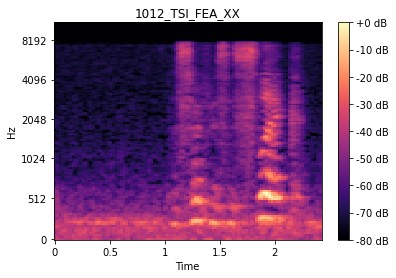 1012_TSI_FEA_XX
+0 dB
8192
-10 dB
4096
-20 dB
-30 dB
2048
-40 dB
Hz
1024
-50 dB
512
-60 dB
-70 dB
0
-80 dB
0 0.5 1 1.5 2
Time